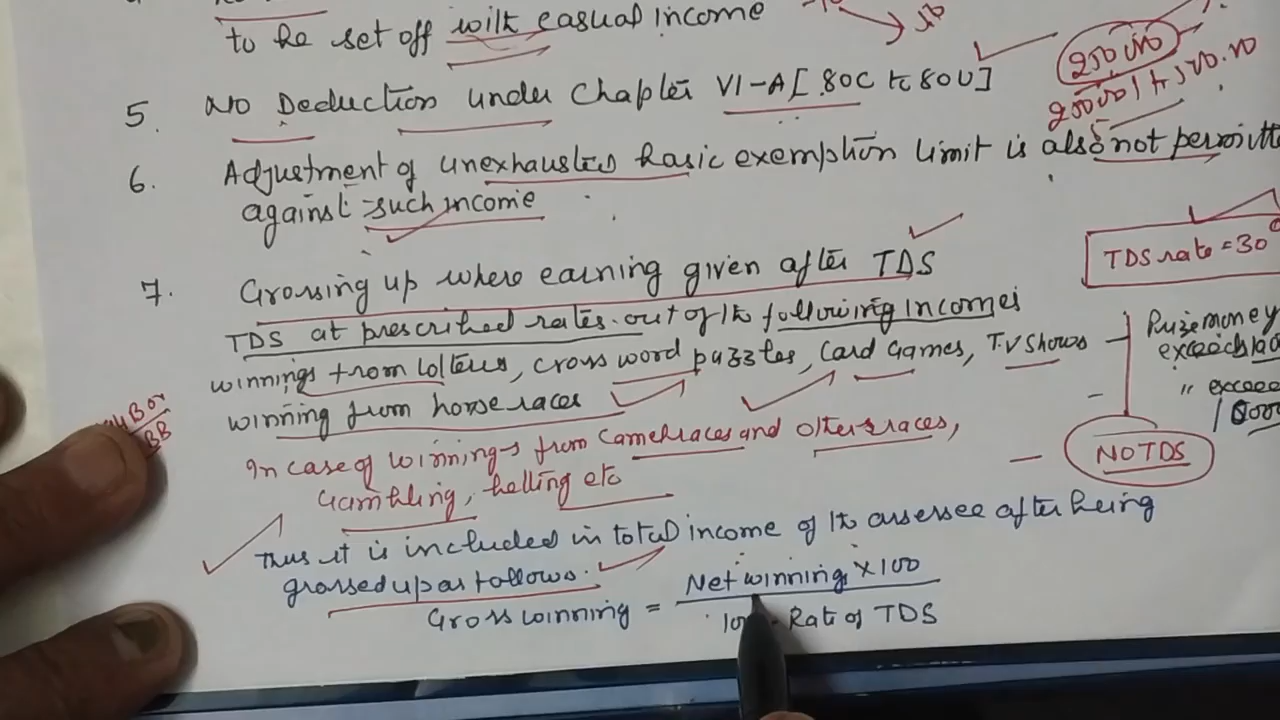 to be set off with casual income
250,000
5. No Deduction under Chapter VI-A [80C to 80U]
6. Adjustment of unexhausted basic exemption limit is also not permitte
against such income
7. Grossing up where earning given after TDS
TDS rate = 30
TDS at prescribed rates out of the following incomes
winnings from lotteries, cross word puzzles, Card Games, T.V Shows
Prize money
winning from horse races
" exceee
In case of winnings from Camel races and other races,
NO TDS
Gambling, betting etc
Thus it is included in total income of the assessee after being
grossed up as follows.
Gross winning = Net winning × 100
100 - Rate of TDS